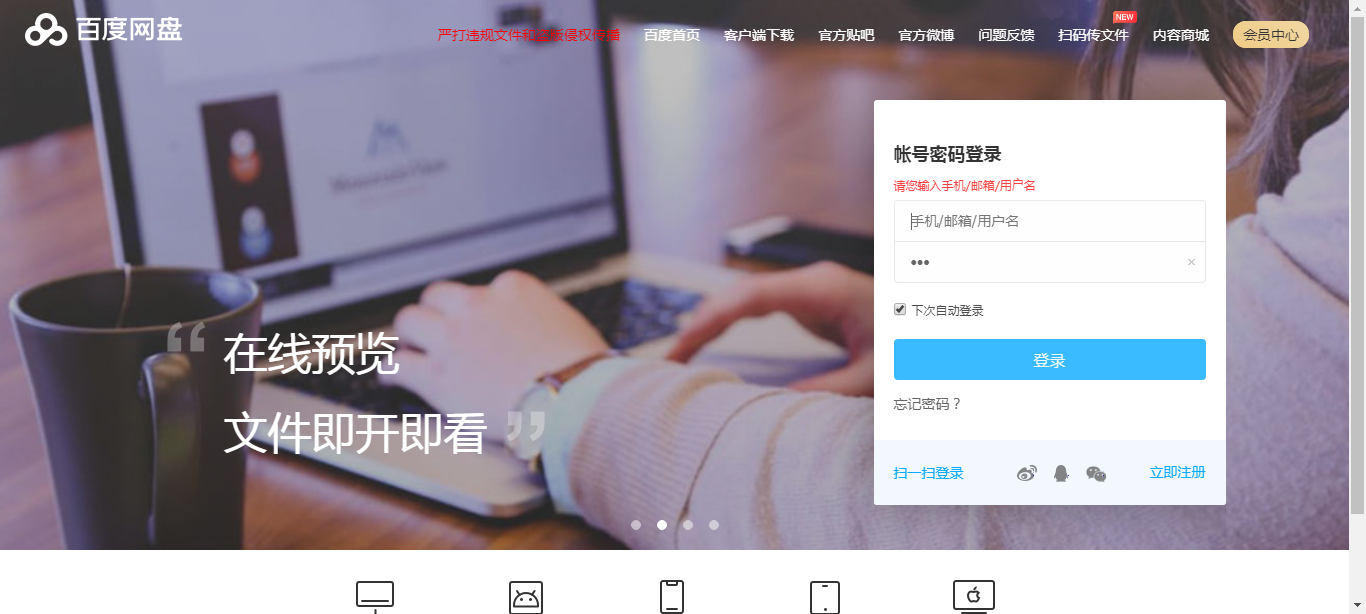 百度网盘
严打违规文件和盗版侵权传播 百度首页 客户端下载 官方贴吧 官方微博 问题反馈 扫码传文件 NEW 内容商城 会员中心
帐号密码登录
请您输入手机/邮箱/用户名
手机/邮箱/用户名
•••
×
下次自动登录
登录
忘记密码？
扫一扫登录 立即注册
“ 在线预览
文件即开即看 ”